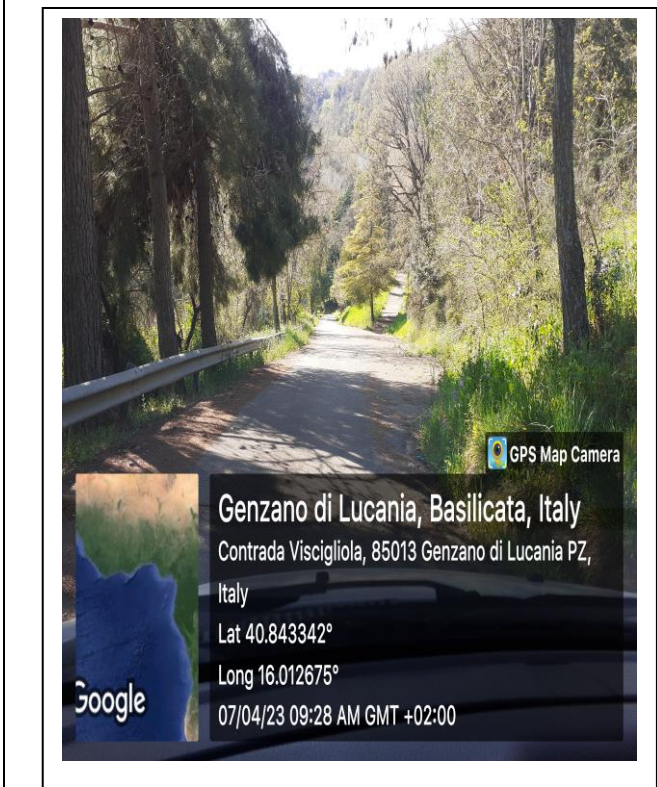 GPS Map Camera
Genzano di Lucania, Basilicata, Italy
Contrada Viscigliola, 85013 Genzano di Lucania PZ,
Italy
Lat 40.843342°
Long 16.012675°
07/04/23 09:28 AM GMT +02:00
Google